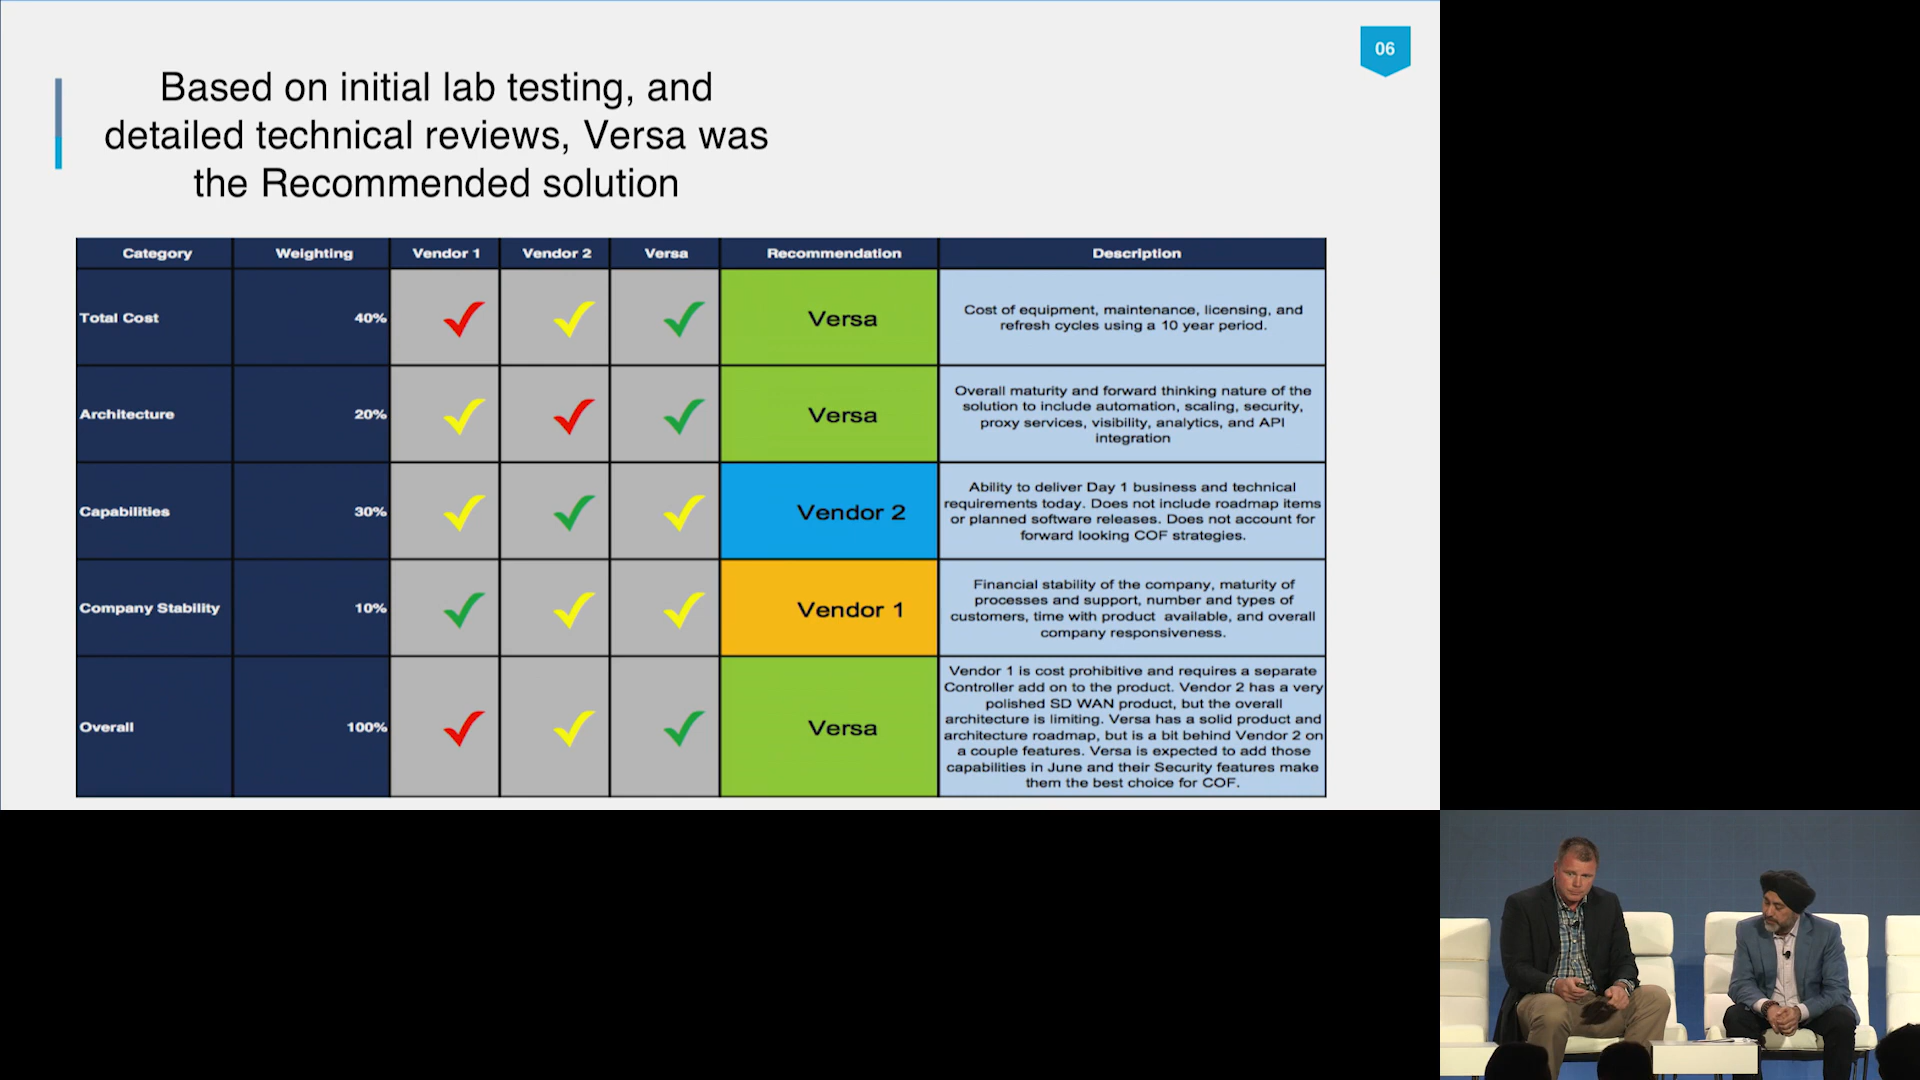 06
Based on initial lab testing, and
detailed technical reviews, Versa was
the Recommended solution
Category Weighting Vendor 1 Vendor 2 Versa Recommendation Description
Total Cost 40% Versa
Cost of equipment, maintenance, licensing, and
refresh cycles using a 10 year period.
Architecture 20% Versa
Overall maturity and forward thinking nature of the
solution to include automation, scaling, security,
proxy services, visibility, analytics, and API
integration
Capabilities 30% Vendor 2
Ability to deliver Day 1 business and technical
requirements today. Does not include roadmap items
or planned software releases. Does not account for
forward looking COF strategies.
Company Stability 10% Vendor 1
Financial stability of the company, maturity of
processes and support, number and types of
customers, time with product available, and overall
company responsiveness.
Overall 100% Versa
Vendor 1 is cost prohibitive and requires a separate
Controller add on to the product. Vendor 2 has a very
polished SD WAN product, but the overall
architecture is limiting. Versa has a solid product and
architecture roadmap, but is a bit behind Vendor 2 on
a couple features. Versa is expected to add those
capabilities in June and their Security features make
them the best choice for COF.